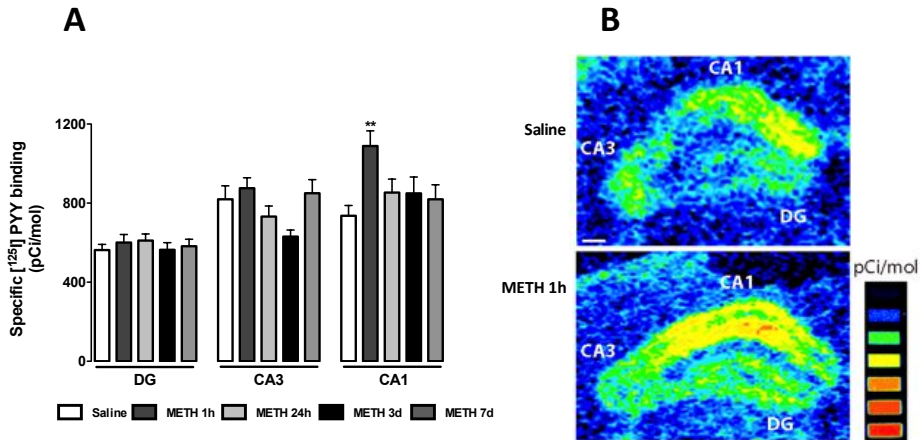 A
B
Specific [¹²⁵I] PYY binding
(pCi/mol)
1200
800
400
0
**
DG
CA3
CA1
Saline
METH 1h
METH 24h
METH 3d
METH 7d
Saline
CA1
CA3
DG
METH 1h
CA1
CA3
DG
pCi/mol